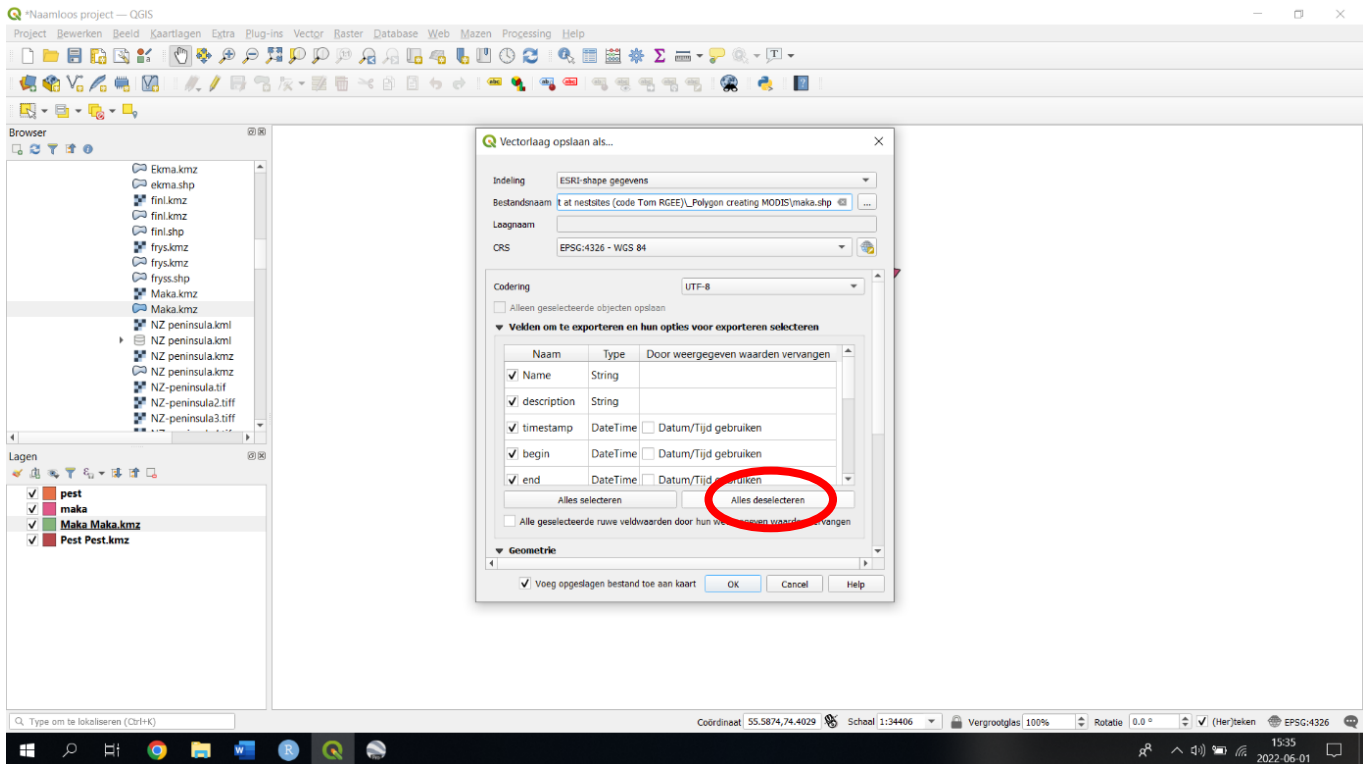 *Naamloos project — QGIS
Project Bewerken Beeld Kaartlagen Extra Plug-ins Vector Raster Database Web Mazen Processing Help
Browser
Ekma.kmz
ekma.shp
finl.kmz
finl.kmz
finl.shp
frys.kmz
frys.kmz
fryss.shp
Maka.kmz
Maka.kmz
NZ peninsula.kml
NZ peninsula.kml
NZ peninsula.kmz
NZ peninsula.kmz
NZ-peninsula.tif
NZ-peninsula2.tiff
NZ-peninsula3.tiff
Lagen
pest
maka
Maka Maka.kmz
Pest Pest.kmz
Vectorlaag opslaan als...
Indeling ESRI-shape gegevens
Bestandsnaam t at nestsites (code Tom RGEE)\_Polygon creating MODIS\maka.shp ...
Laagnaam
CRS EPSG:4326 - WGS 84
Codering UTF-8
Alleen geselecteerde objecten opslaan
Velden om te exporteren en hun opties voor exporteren selecteren
Naam Type Door weergegeven waarden vervangen
Name String
description String
timestamp DateTime Datum/Tijd gebruiken
begin DateTime Datum/Tijd gebruiken
end DateTime Datum/Tijd gebruiken
Alles selecteren Alles deselecteren
Alle geselecteerde ruwe veldwaarden door hun weergegeven waarden vervangen
Geometrie
Voeg opgeslagen bestand toe aan kaart OK Cancel Help
Type om te lokaliseren (Ctrl+K) Coördinaat 55.5874,74.4029 Schaal 1:34406 Vergrootglas 100% Rotatie 0.0 ° (Her)teken EPSG:4326
15:35
2022-06-01